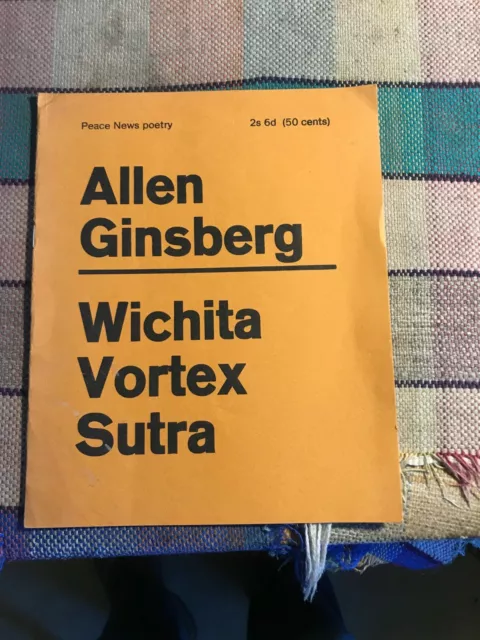 Peace News poetry 2s 6d (50 cents)
Allen
Ginsberg
Wichita
Vortex
Sutra